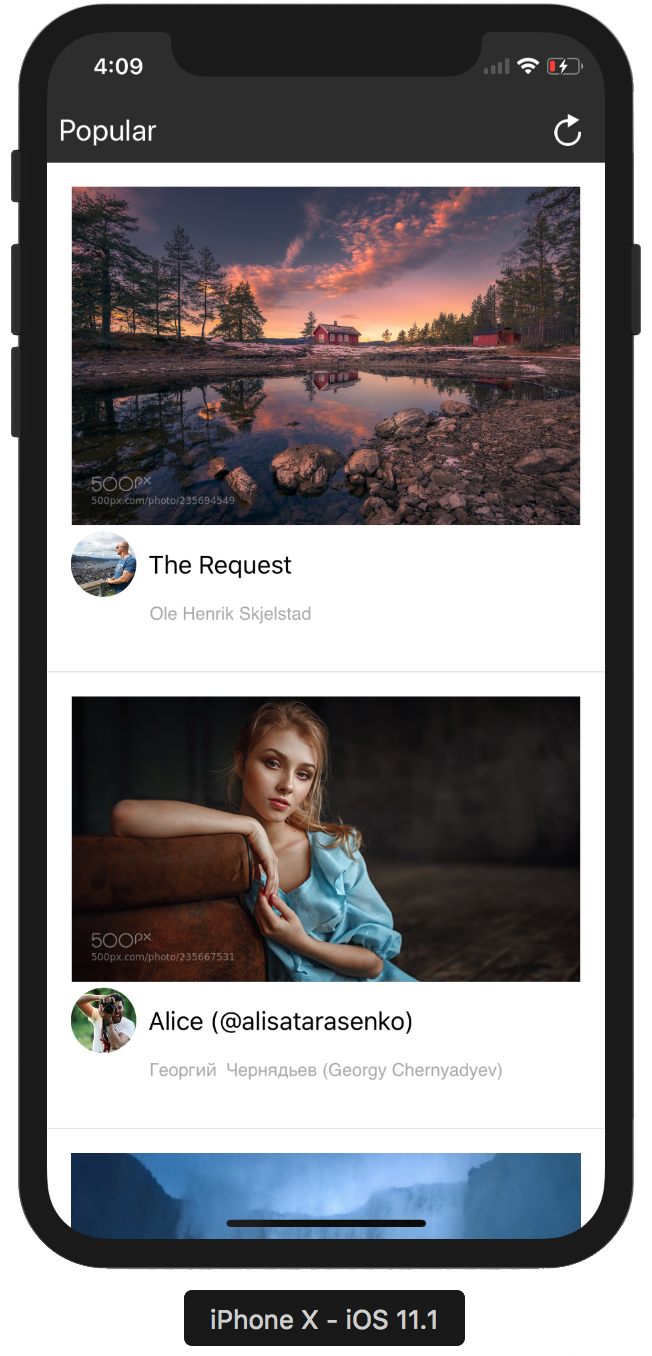 4:09
Popular
500px
500px.com/photo/235694549
The Request
Ole Henrik Skjelstad
500px
500px.com/photo/235667531
Alice (@alisatarasenko)
Георгий  Чернядьев (Georgy Chernyadyev)
iPhone X - iOS 11.1